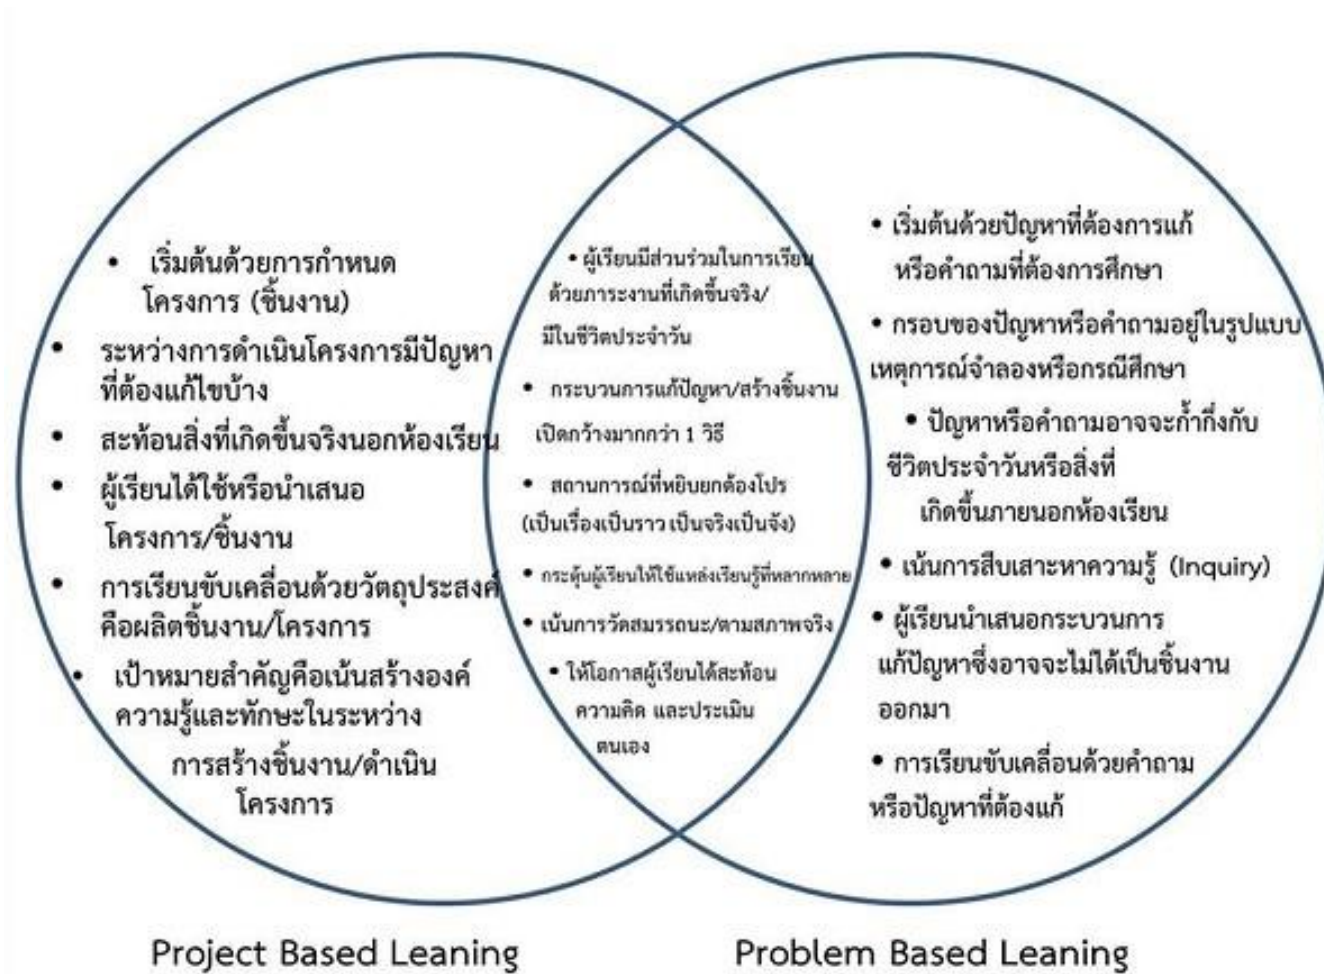 • เริ่มต้นด้วยการกำหนด
โครงการ (ชิ้นงาน)
• ระหว่างการดำเนินโครงการมีปัญหา
ที่ต้องแก้ไขบ้าง
• สะท้อนสิ่งที่เกิดขึ้นจริงนอกห้องเรียน
• ผู้เรียนได้ใช้หรือนำเสนอ
โครงการ/ชิ้นงาน
• การเรียนขับเคลื่อนด้วยวัตถุประสงค์
คือผลิตชิ้นงาน/โครงการ
• เป้าหมายสำคัญคือเน้นสร้างองค์
ความรู้และทักษะในระหว่าง
การสร้างชิ้นงาน/ดำเนิน
โครงการ
• ผู้เรียนมีส่วนร่วมในการเรียน
ด้วยภาระงานที่เกิดขึ้นจริง/
มีในชีวิตประจำวัน
• กระบวนการแก้ปัญหา/สร้างชิ้นงาน
เปิดกว้างมากกว่า 1 วิธี
• สถานการณ์ที่หยิบยกต้องโปร
(เป็นเรื่องเป็นราว เป็นจริงเป็นจัง)
• กระตุ้นผู้เรียนให้ใช้แหล่งเรียนรู้ที่หลากหลาย
• เน้นการวัดสมรรถนะ/ตามสภาพจริง
• ให้โอกาสผู้เรียนได้สะท้อน
ความคิด และประเมิน
ตนเอง
• เริ่มต้นด้วยปัญหาที่ต้องการแก้
หรือคำถามที่ต้องการศึกษา
• กรอบของปัญหาหรือคำถามอยู่ในรูปแบบ
เหตุการณ์จำลองหรือกรณีศึกษา
• ปัญหาหรือคำถามอาจจะก้ำกึ่งกับ
ชีวิตประจำวันหรือสิ่งที่
เกิดขึ้นภายนอกห้องเรียน
• เน้นการสืบเสาะหาความรู้ (Inquiry)
• ผู้เรียนนำเสนอกระบวนการ
แก้ปัญหาซึ่งอาจจะไม่ได้เป็นชิ้นงาน
ออกมา
• การเรียนขับเคลื่อนด้วยคำถาม
หรือปัญหาที่ต้องแก้
Project Based Leaning
Problem Based Leaning